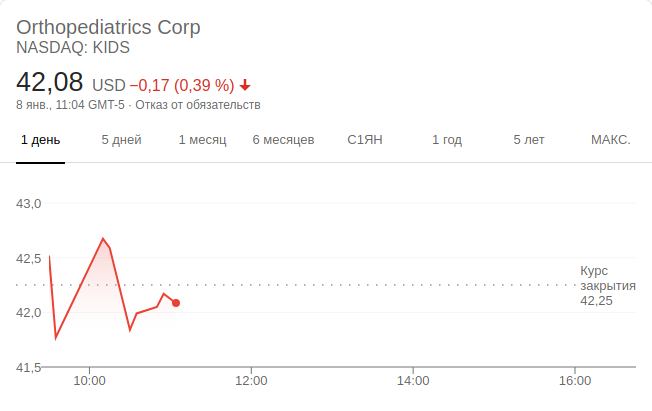 Orthopediatrics Corp
NASDAQ: KIDS
42,08 USD −0,17 (0,39 %)
8 янв., 11:04 GMT-5 · Отказ от обязательств
1 день 5 дней 1 месяц 6 месяцев С1ЯН 1 год 5 лет МАКС.
43,0
42,5
Курс
закрытия
42,25
42,0
41,5
10:00 12:00 14:00 16:00